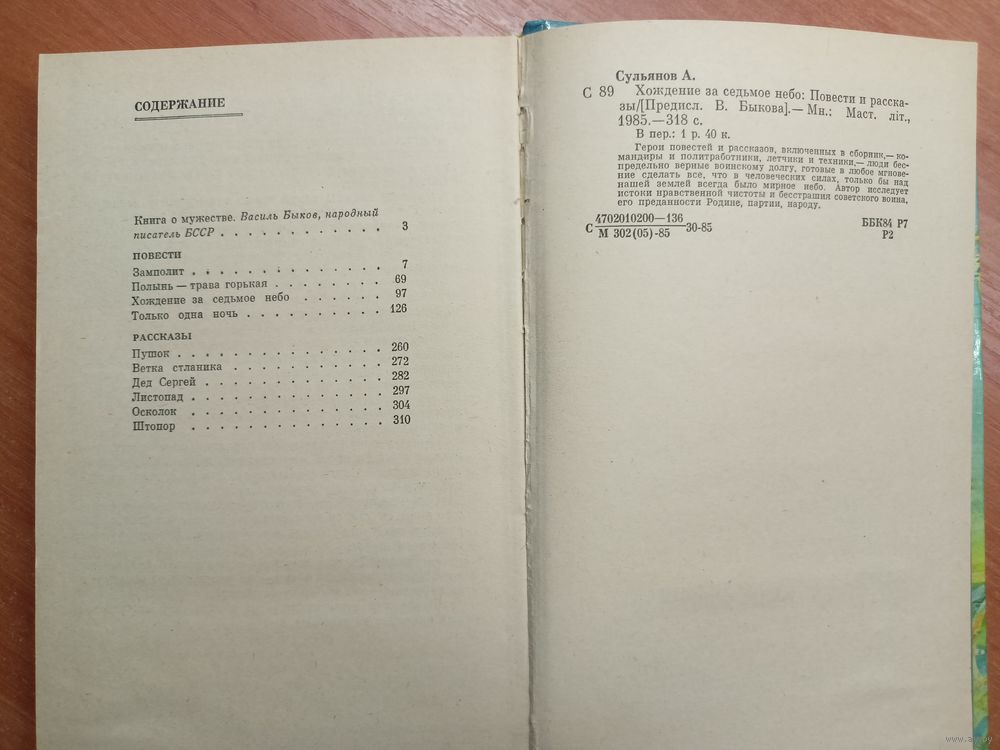 СОДЕРЖАНИЕ
Книга о мужестве. Василь Быков, народный
писатель БССР . . . . . . . . . . . . 3
ПОВЕСТИ
Замполит . . . . . . . . . . . . . . 7
Полынь — трава горькая . . . . . . . . 69
Хождение за седьмое небо . . . . . . 97
Только одна ночь . . . . . . . . . . 126
РАССКАЗЫ
Пушок . . . . . . . . . . . . . . 260
Ветка стланика . . . . . . . . . . . 272
Дед Сергей . . . . . . . . . . . . 282
Листопад . . . . . . . . . . . . . 297
Осколок . . . . . . . . . . . . . 304
Штопор . . . . . . . . . . . . . 310
Сульянов А.
С 89 Хождение за седьмое небо: Повести и расска-
зы/[Предисл. В. Быкова].— Мн.: Маст. літ.,
1985.—318 с.
В пер.: 1 р. 40 к.
Герои повестей и рассказов, включенных в сборник,— ко-
мандиры и политработники, летчики и техники,— люди бес-
предельно верные воинскому долгу, готовые в любое мгнове-
ние сделать все, что в человеческих силах, только бы над
нашей землей всегда было мирное небо. Автор исследует
истоки нравственной чистоты и бесстрашия советского воина,
его преданности Родине, партии, народу.
4702010200—136
С  30-85
М 302(05)-85
ББК84 Р7
Р2
www.ay.by